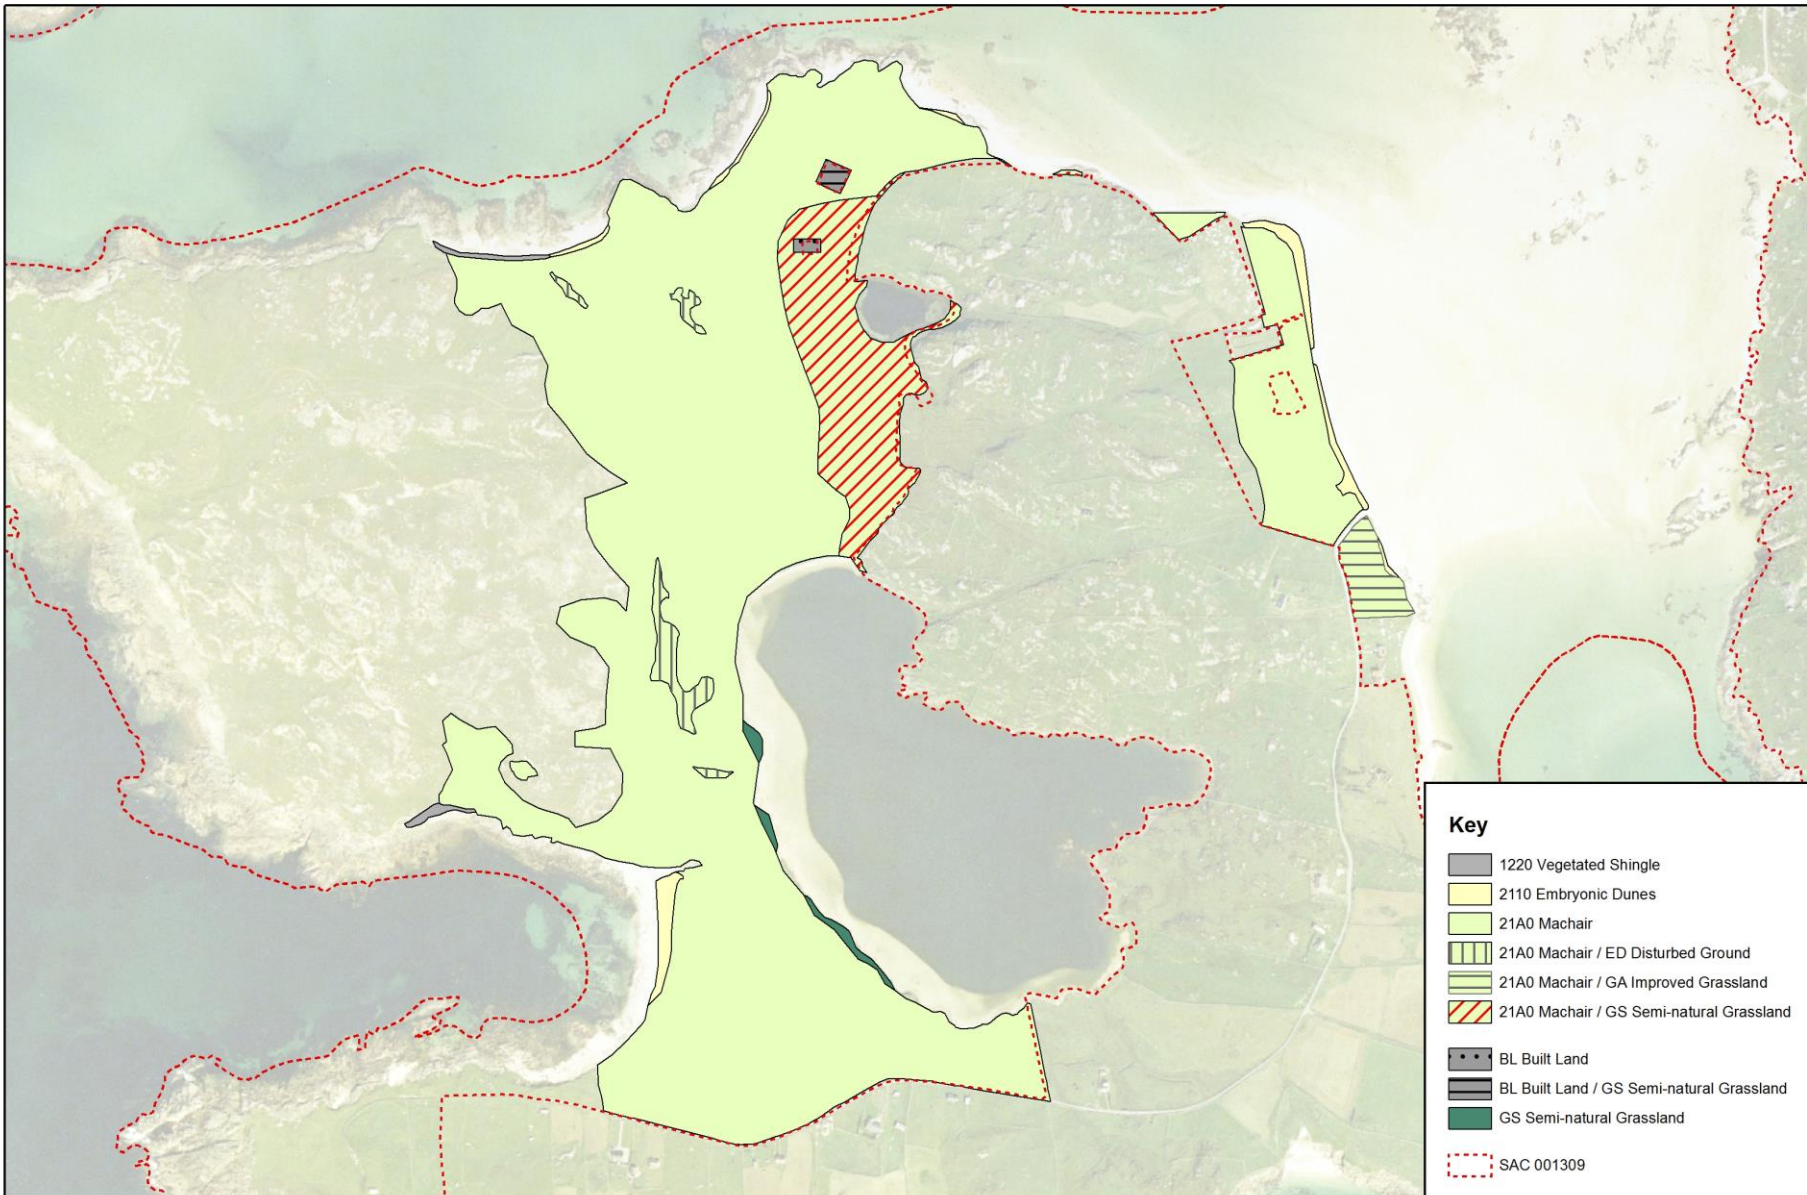 Key
1220 Vegetated Shingle
2110 Embryonic Dunes
21A0 Machair
21A0 Machair / ED Disturbed Ground
21A0 Machair / GA Improved Grassland
21A0 Machair / GS Semi-natural Grassland
BL Built Land
BL Built Land / GS Semi-natural Grassland
GS Semi-natural Grassland
SAC 001309